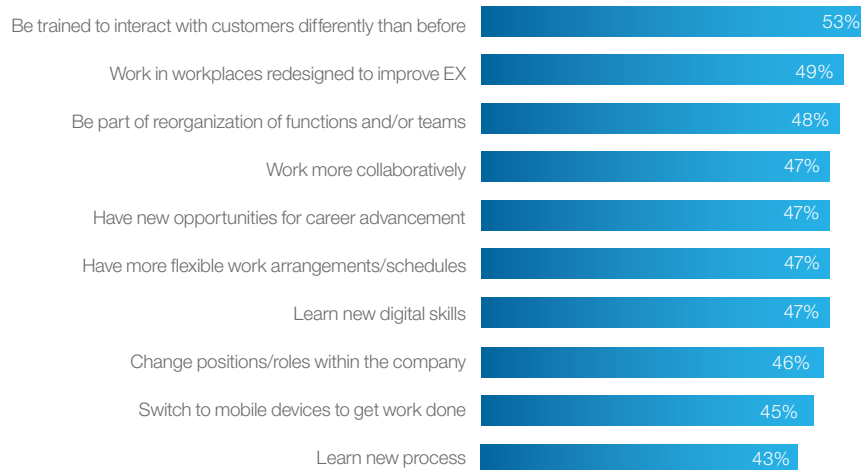 Be trained to interact with customers differently than before 53%
Work in workplaces redesigned to improve EX 49%
Be part of reorganization of functions and/or teams 48%
Work more collaboratively 47%
Have new opportunities for career advancement 47%
Have more flexible work arrangements/schedules 47%
Learn new digital skills 47%
Change positions/roles within the company 46%
Switch to mobile devices to get work done 45%
Learn new process 43%